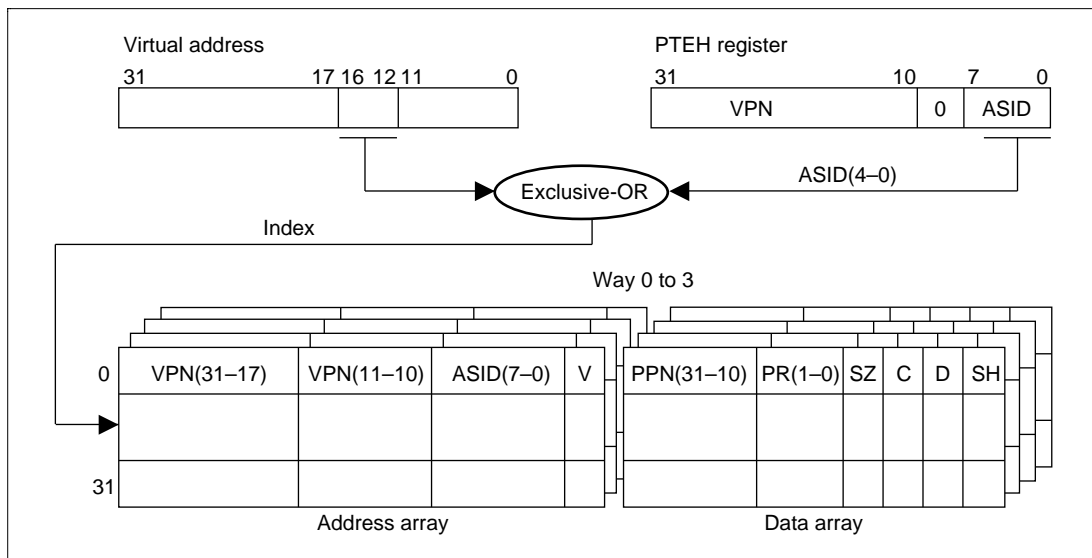 Virtual address
31 17 16 12 11 0
PTEH register
31 10 7 0
VPN 0 ASID
ASID(4–0)
Exclusive-OR
Index
Way 0 to 3
0 VPN(31–17) VPN(11–10) ASID(7–0) V PPN(31–10) PR(1–0) SZ C D SH
31
Address array Data array